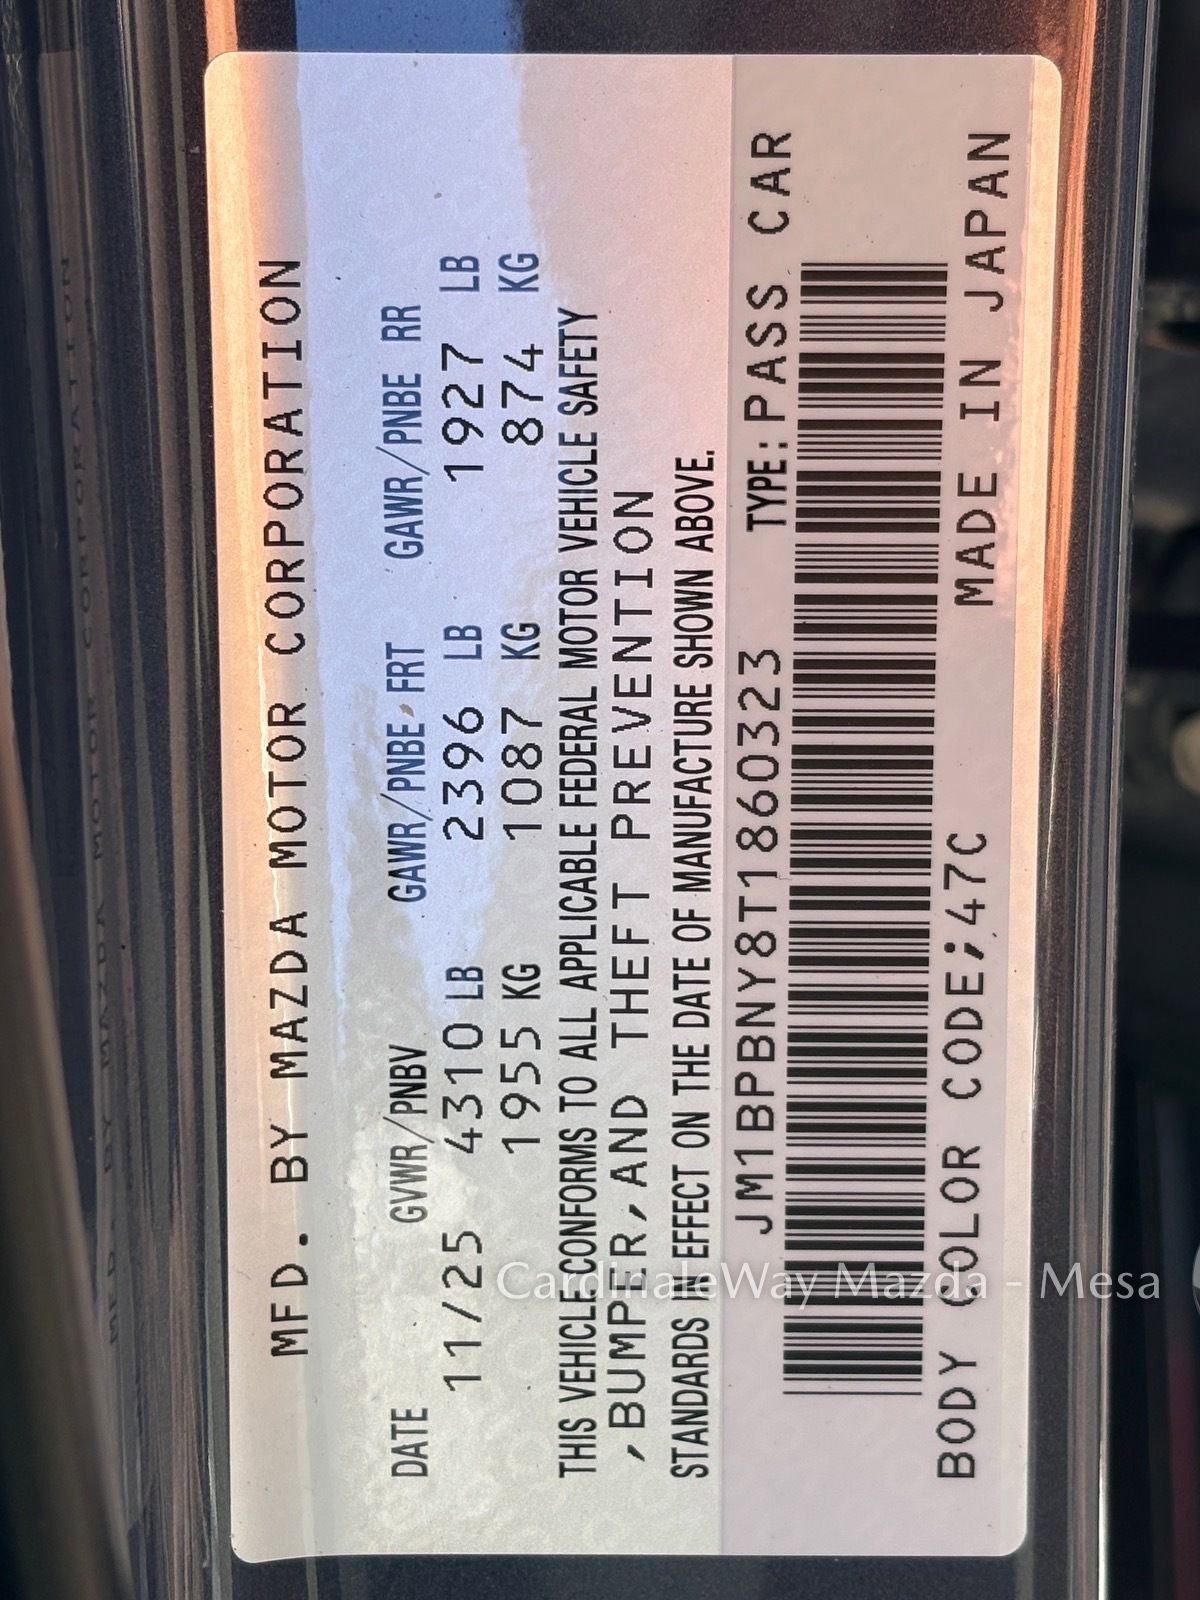 MFD. BY MAZDA MOTOR CORPORATION
DATE GVWR/PNBV GAWR/PNBE FRT GAWR/PNBE RR
11/25 4310 LB 2396 LB 1927 LB
1955 KG 1087 KG 874 KG
THIS VEHICLE CONFORMS TO ALL APPLICABLE FEDERAL MOTOR VEHICLE SAFETY
,BUMPER,AND THEFT PREVENTION
STANDARDS IN EFFECT ON THE DATE OF MANUFACTURE SHOWN ABOVE.
JM1BPBNY8T1860323 TYPE:PASS CAR
BODY COLOR CODE;47C MADE IN JAPAN
CardinaleWay Mazda - Mesa